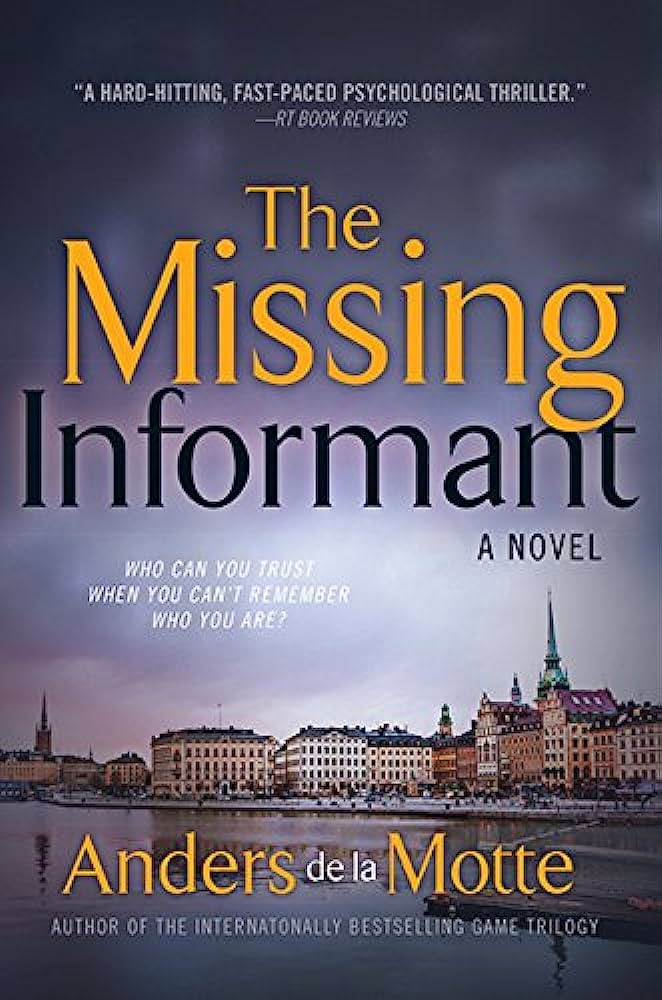 “A HARD-HITTING, FAST-PACED PSYCHOLOGICAL THRILLER.”
—RT BOOK REVIEWS
The
Missing
Informant
A NOVEL
WHO CAN YOU TRUST
WHEN YOU CAN’T REMEMBER
WHO YOU ARE?
Anders de la Motte
AUTHOR OF THE INTERNATONALLY BESTSELLING GAME TRILOGY